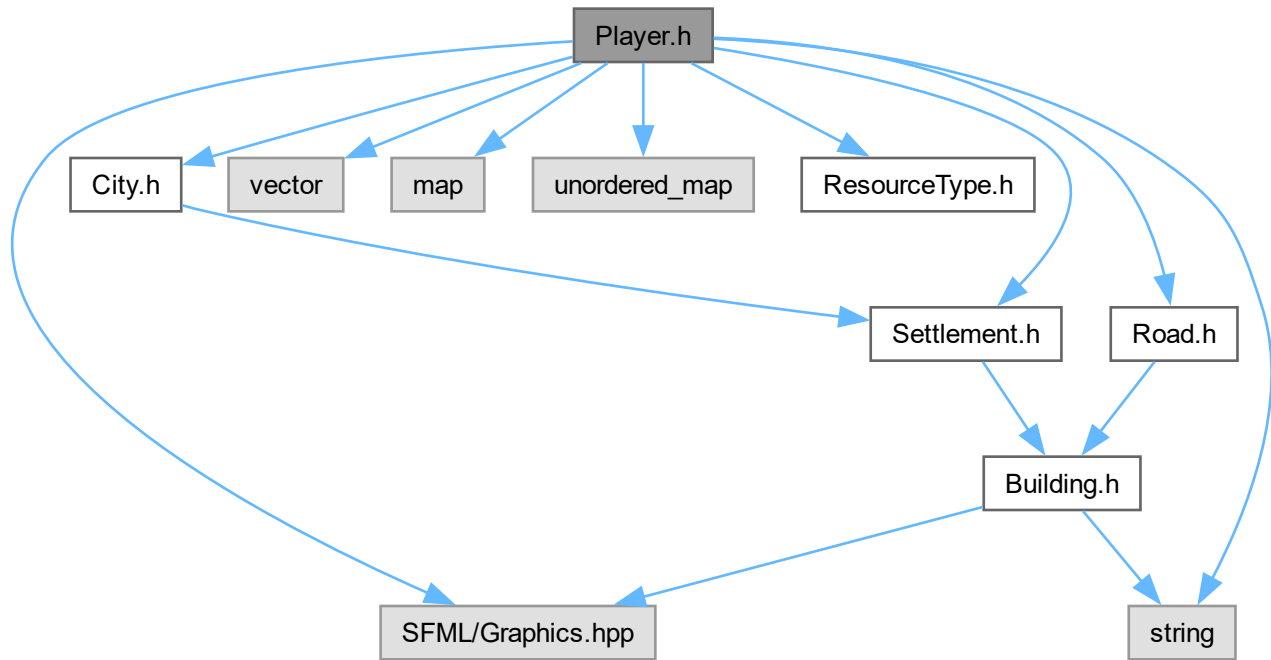 Player.h
City.h
vector
map
unordered_map
ResourceType.h
Settlement.h
Road.h
Building.h
SFML/Graphics.hpp
string